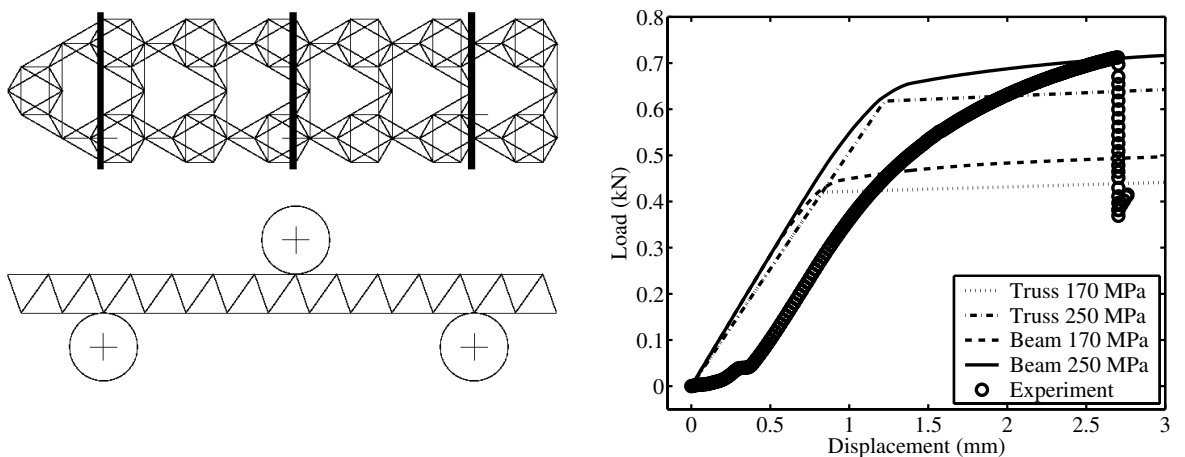 0.8
0.7
0.6
0.5
0.4
0.3
0.2
0.1
0
Load (kN)
0
0.5
1
1.5
2
2.5
3
Displacement (mm)
Truss 170 MPa
Truss 250 MPa
Beam 170 MPa
Beam 250 MPa
Experiment